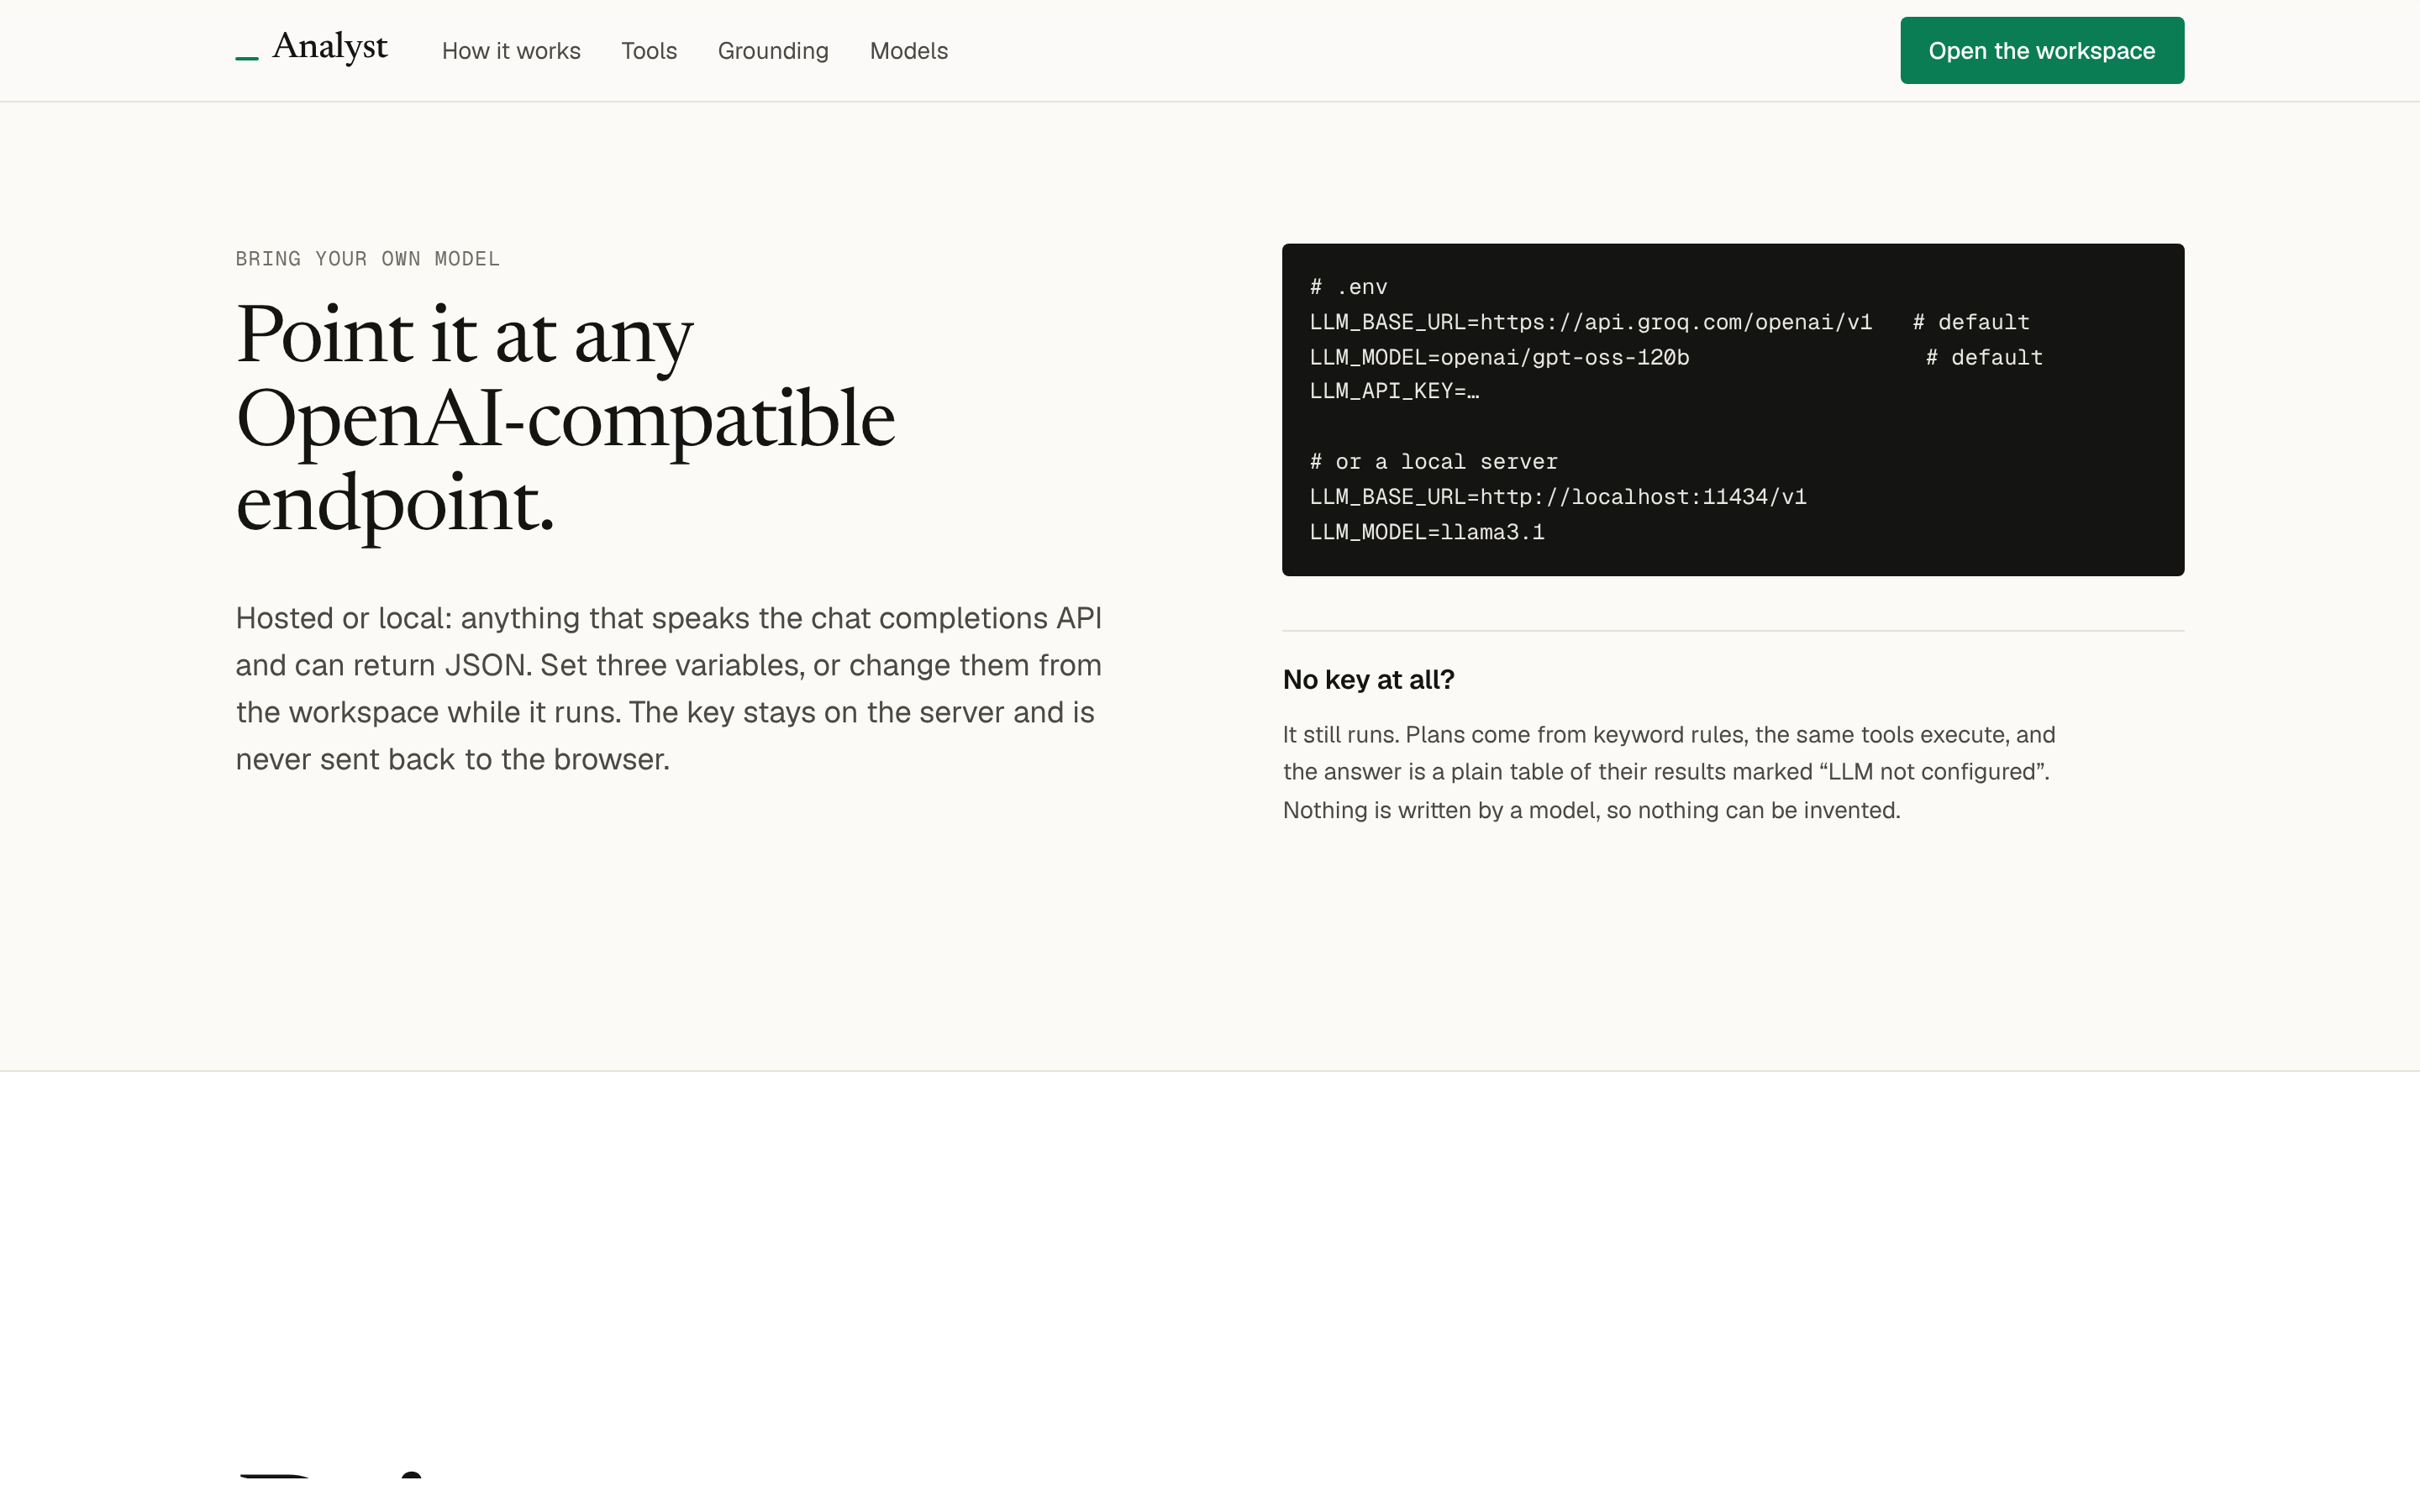 Analyst
How it works
Tools
Grounding
Models
Open the workspace
BRING YOUR OWN MODEL
Point it at any
OpenAI-compatible
endpoint.
Hosted or local: anything that speaks the chat completions API
and can return JSON. Set three variables, or change them from
the workspace while it runs. The key stays on the server and is
never sent back to the browser.
# .env
LLM_BASE_URL=https://api.groq.com/openai/v1   # default
LLM_MODEL=openai/gpt-oss-120b                  # default
LLM_API_KEY=…
# or a local server
LLM_BASE_URL=http://localhost:11434/v1
LLM_MODEL=llama3.1
No key at all?
It still runs. Plans come from keyword rules, the same tools execute, and
the answer is a plain table of their results marked “LLM not configured”.
Nothing is written by a model, so nothing can be invented.